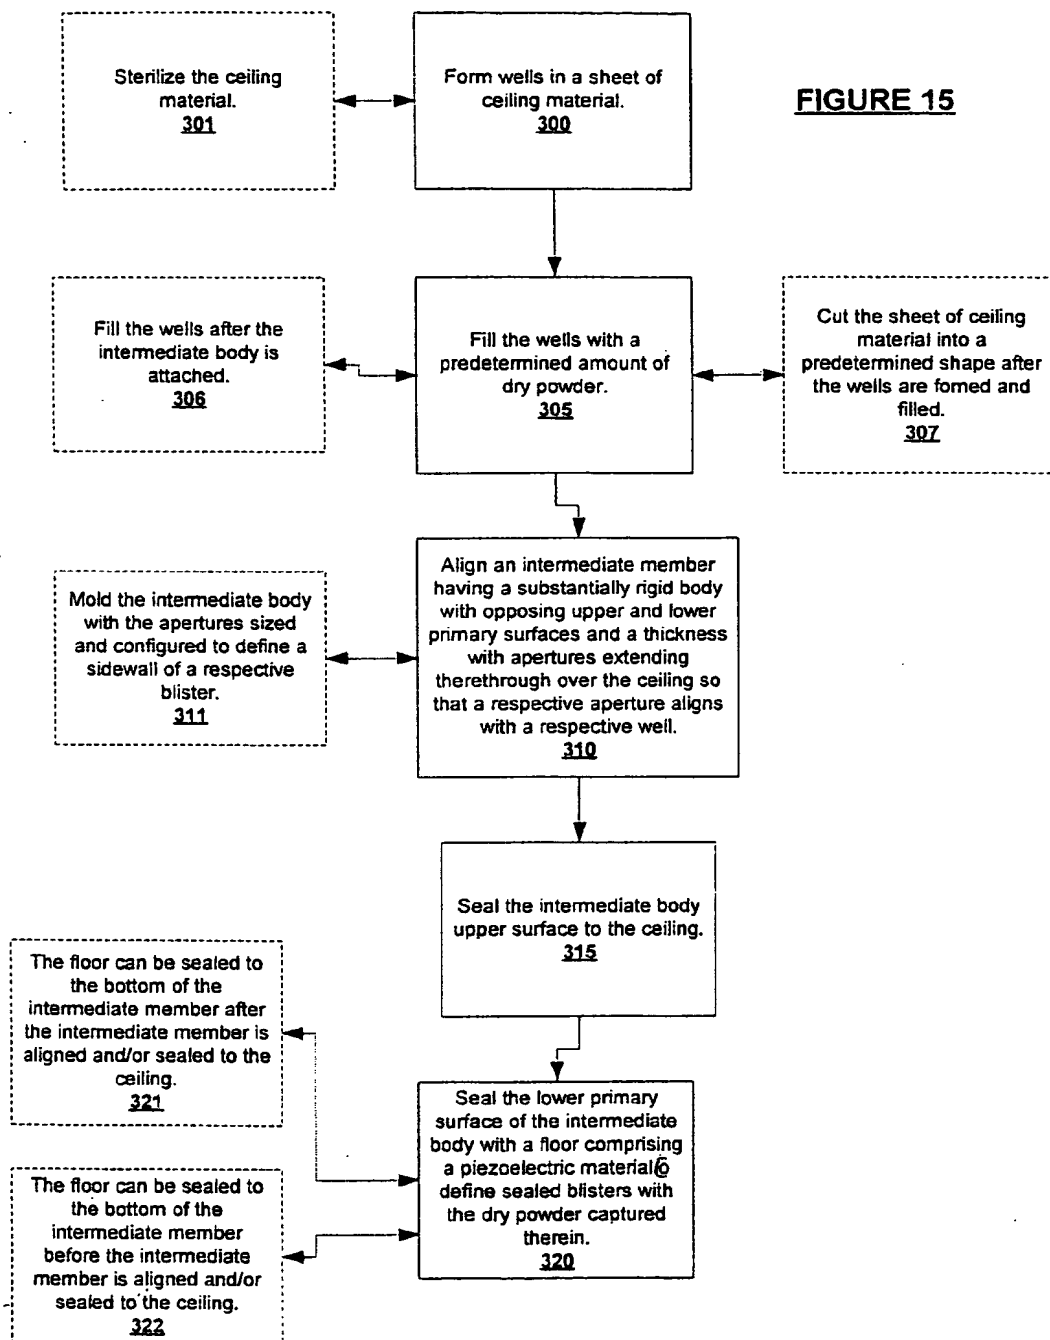 Sterilize the ceiling
material.
301
Form wells in a sheet of
ceiling material.
300
FIGURE 15
Fill the wells after the
intermediate body is
attached.
306
Fill the wells with a
predetermined amount of
dry powder.
305
Cut the sheet of ceiling
material into a
predetermined shape after
the wells are fomed and
filled.
307
Mold the intermediate body
with the apertures sized
and configured to define a
sidewall of a respective
blister.
311
Align an intermediate member
having a substantially rigid body
with opposing upper and lower
primary surfaces and a thickness
with apertures extending
therethrough over the ceiling so
that a respective aperture aligns
with a respective well.
310
Seal the intermediate body
upper surface to the ceiling.
315
The floor can be sealed to
the bottom of the
intermediate member after
the intermediate member is
aligned and/or sealed to the
ceiling.
321
Seal the lower primary
surface of the intermediate
body with a floor comprising
a piezoelectric material
define sealed blisters with
the dry powder captured
therein.
320
The floor can be sealed to
the bottom of the
intermediate member
before the intermediate
member is aligned and/or
sealed to the ceiling.
322